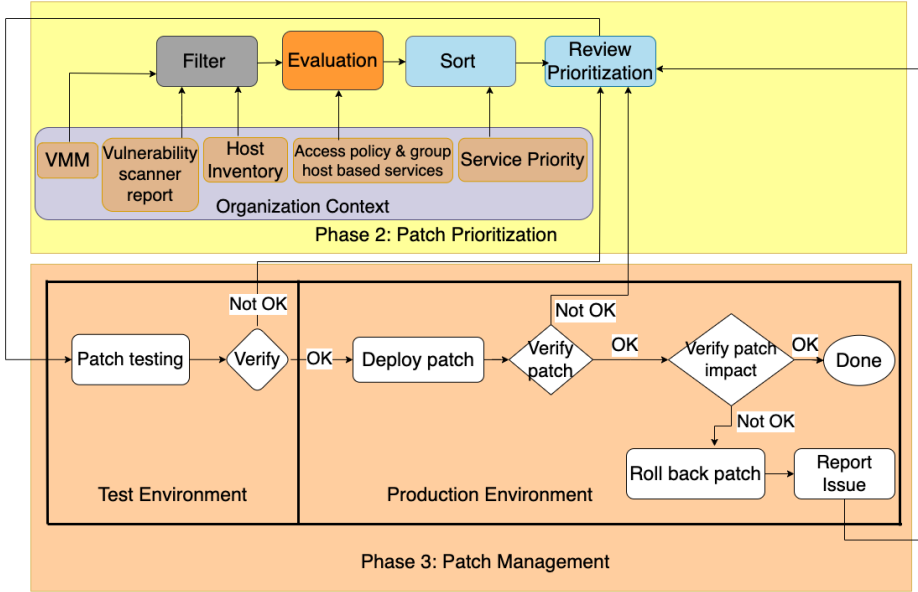 Filter
Evaluation
Sort
Review
Prioritization
VMM
Vulnerability
scanner
report
Host
Inventory
Access policy & group
host based services
Service Priority
Organization Context
Phase 2: Patch Prioritization
Not OK
Not OK
Patch testing
Verify
OK
Deploy patch
Verify
patch
OK
Verify patch
impact
OK
Done
Not OK
Roll back patch
Report
Issue
Test Environment
Production Environment
Phase 3: Patch Management